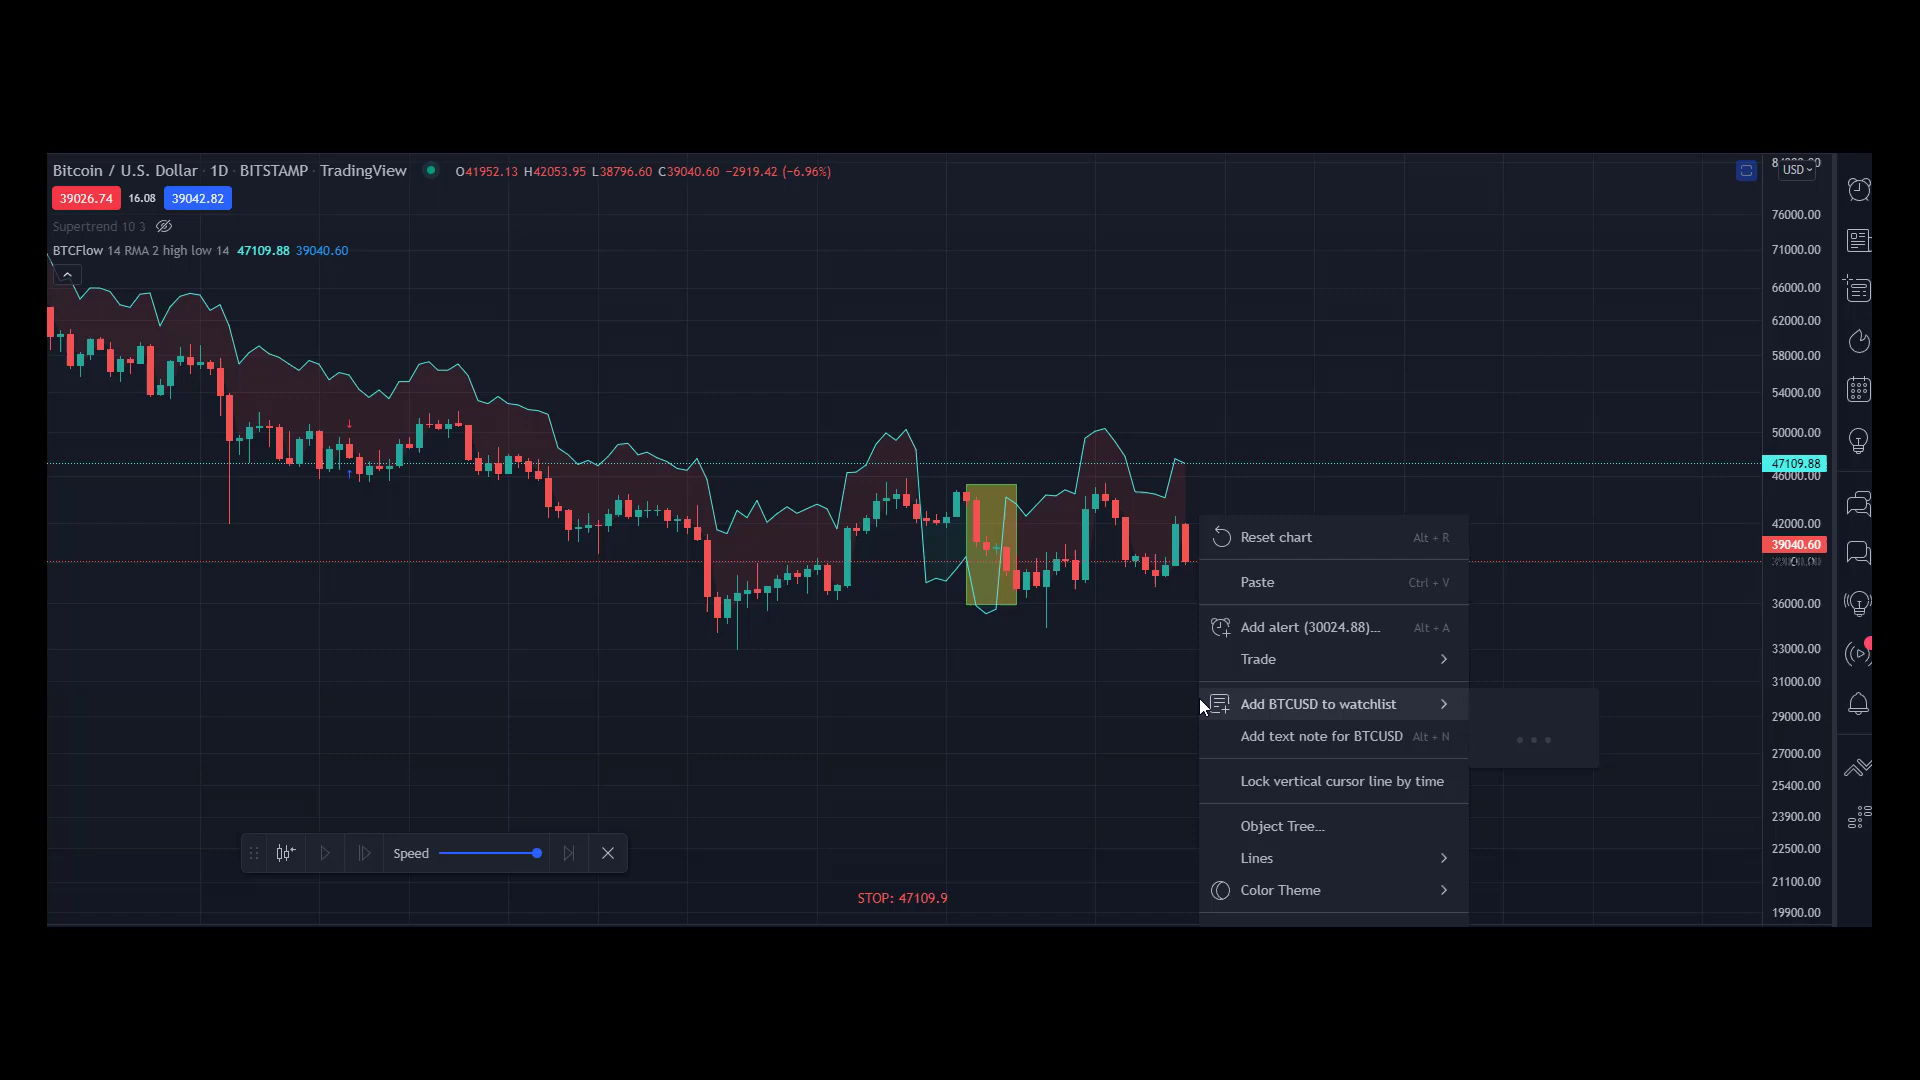 Bitcoin / U.S. Dollar · 1D · BITSTAMP · TradingView O41952.13 H42053.95 L38796.60 C39040.60 −2919.42 (−6.96%)
USD
39026.74 16.08 39042.82
Supertrend 10 3
BTCFlow 14 RMA 2 high low 14 47109.88 39040.60
76000.00
71000.00
66000.00
62000.00
58000.00
54000.00
50000.00
47109.88
46000.00
42000.00
39040.60
36000.00
33000.00
31000.00
29000.00
27000.00
25400.00
23900.00
22500.00
21100.00
19900.00
Reset chart Alt + R
Paste Ctrl + V
Add alert (30024.88)... Alt + A
Trade
Add BTCUSD to watchlist
Add text note for BTCUSD Alt + N
Lock vertical cursor line by time
Object Tree...
Lines
Color Theme
Speed
STOP: 47109.9